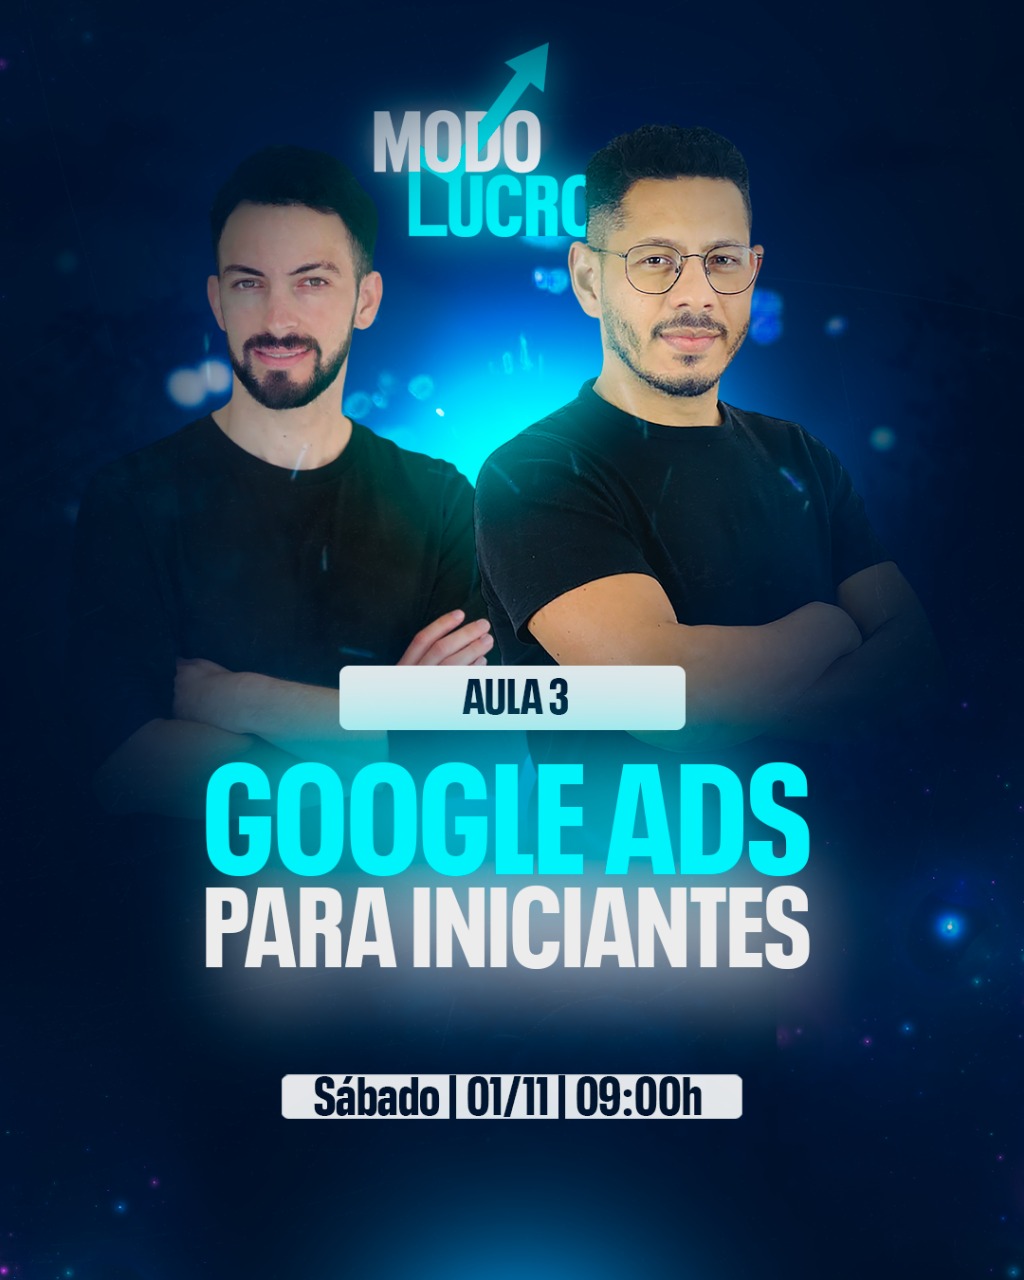 MODO
LUCRO
AULA 3
GOOGLE ADS
PARA INICIANTES
Sábado | 01/11 | 09:00h